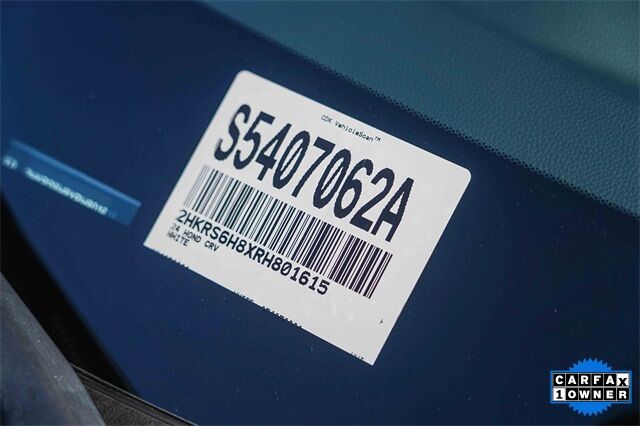 CDK VehicleScan™
S5407062A
2HKRS6H8XRH801615
24 HOND CRV
WHITE
CARFAX
1 OWNER